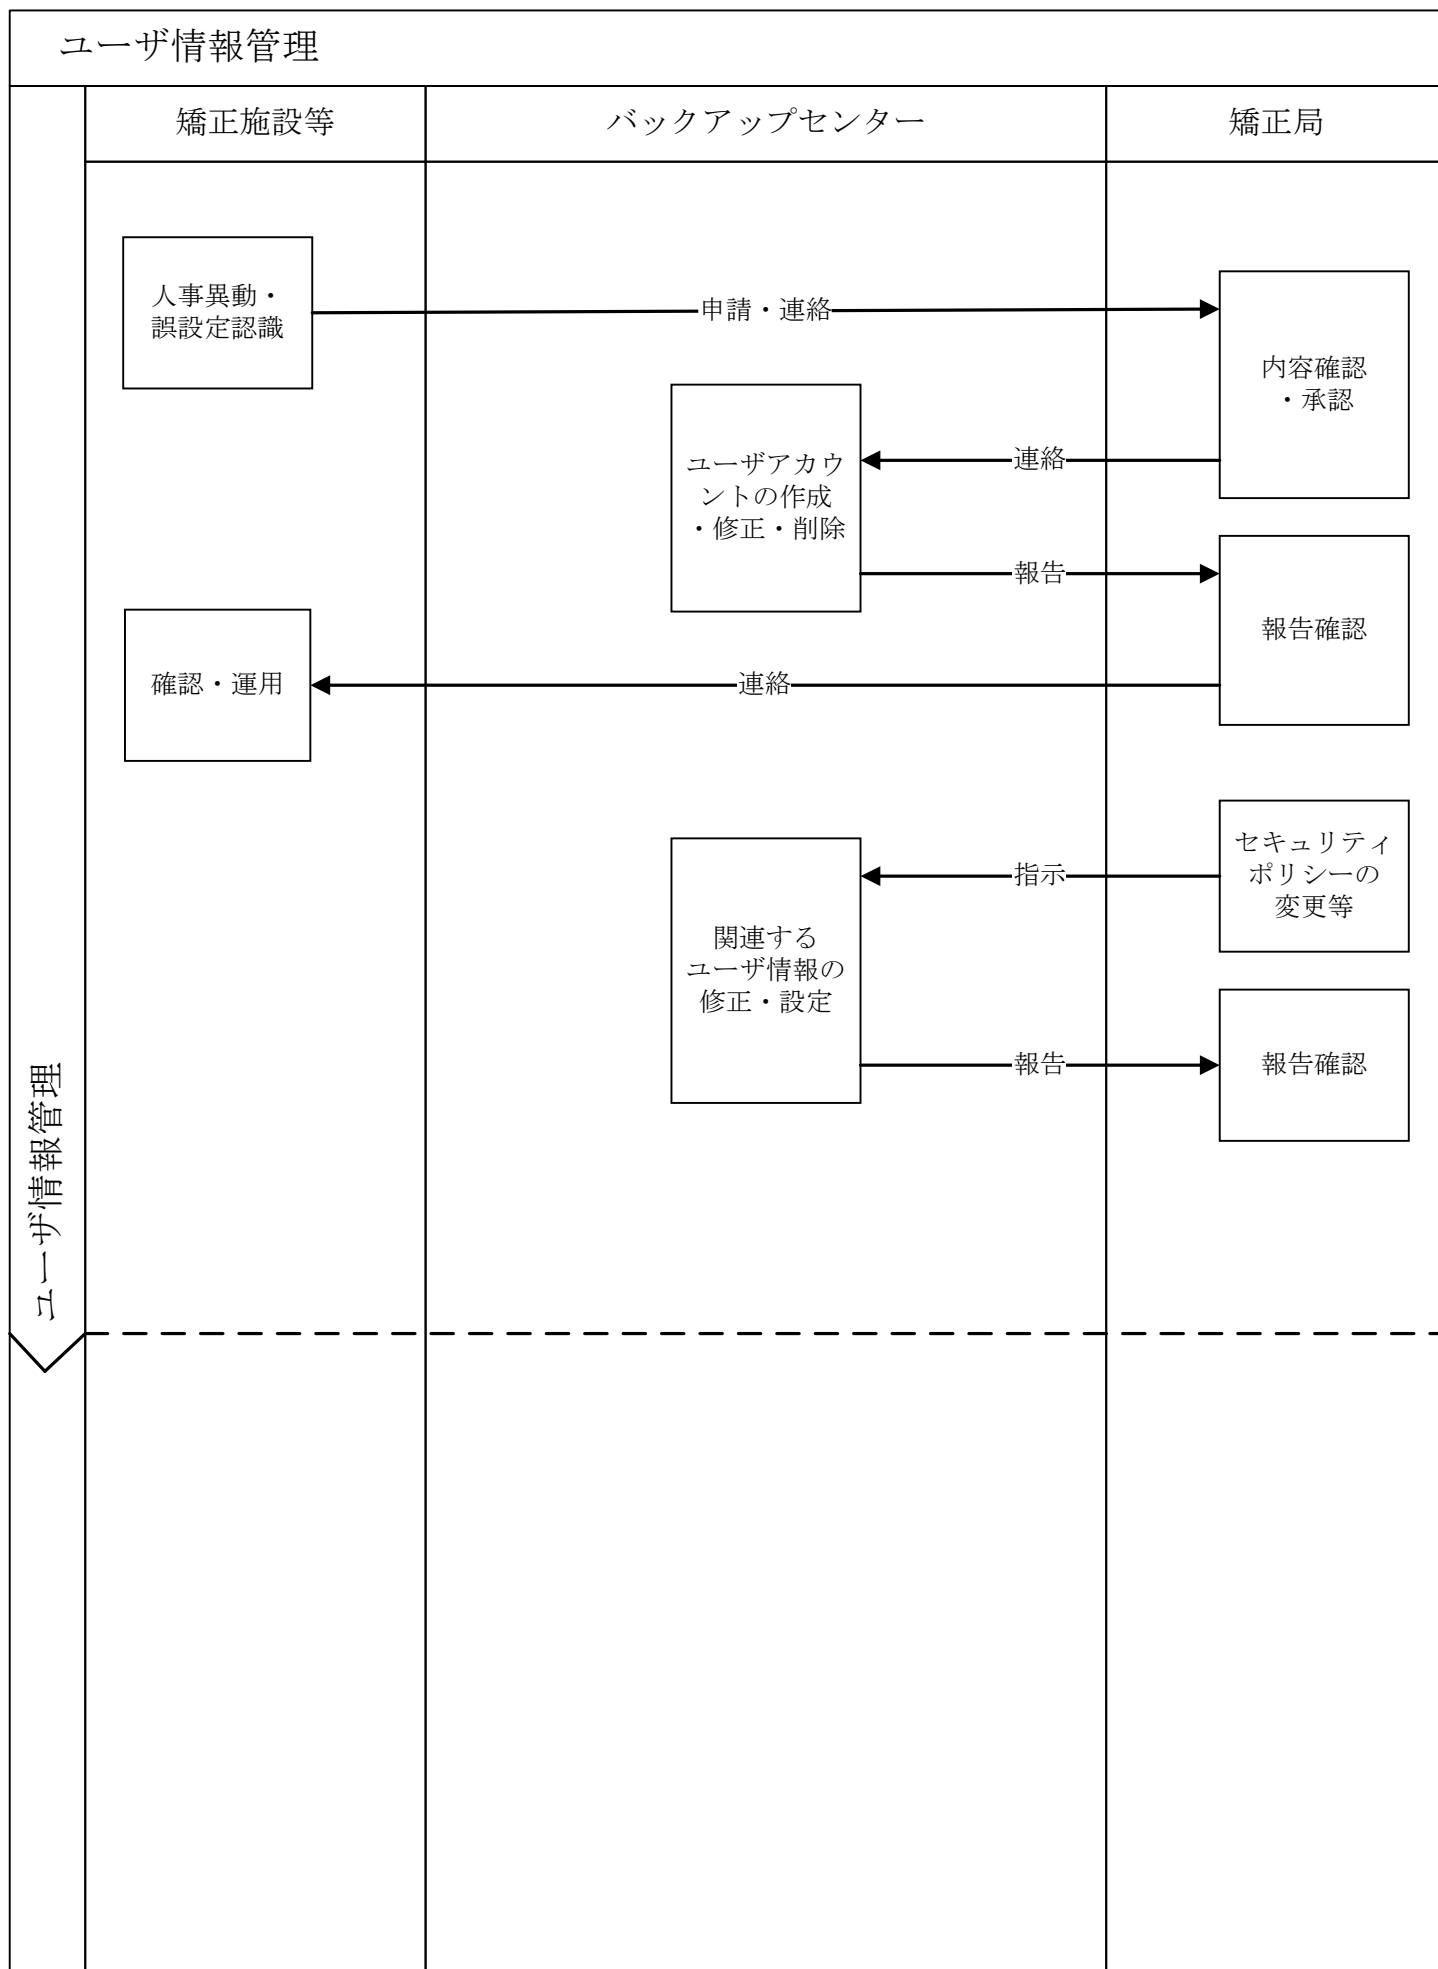 ユーザ情報管理
矯正施設等
バックアップセンター
矯正局
人事異動・
誤設定認識
申請・連絡
内容確認
・承認
連絡
ユーザアカウ
ントの作成
・修正・削除
報告
報告確認
連絡
確認・運用
セキュリティ
ポリシーの
変更等
指示
関連する
ユーザ情報の
修正・設定
報告
報告確認
ユーザ情報管理